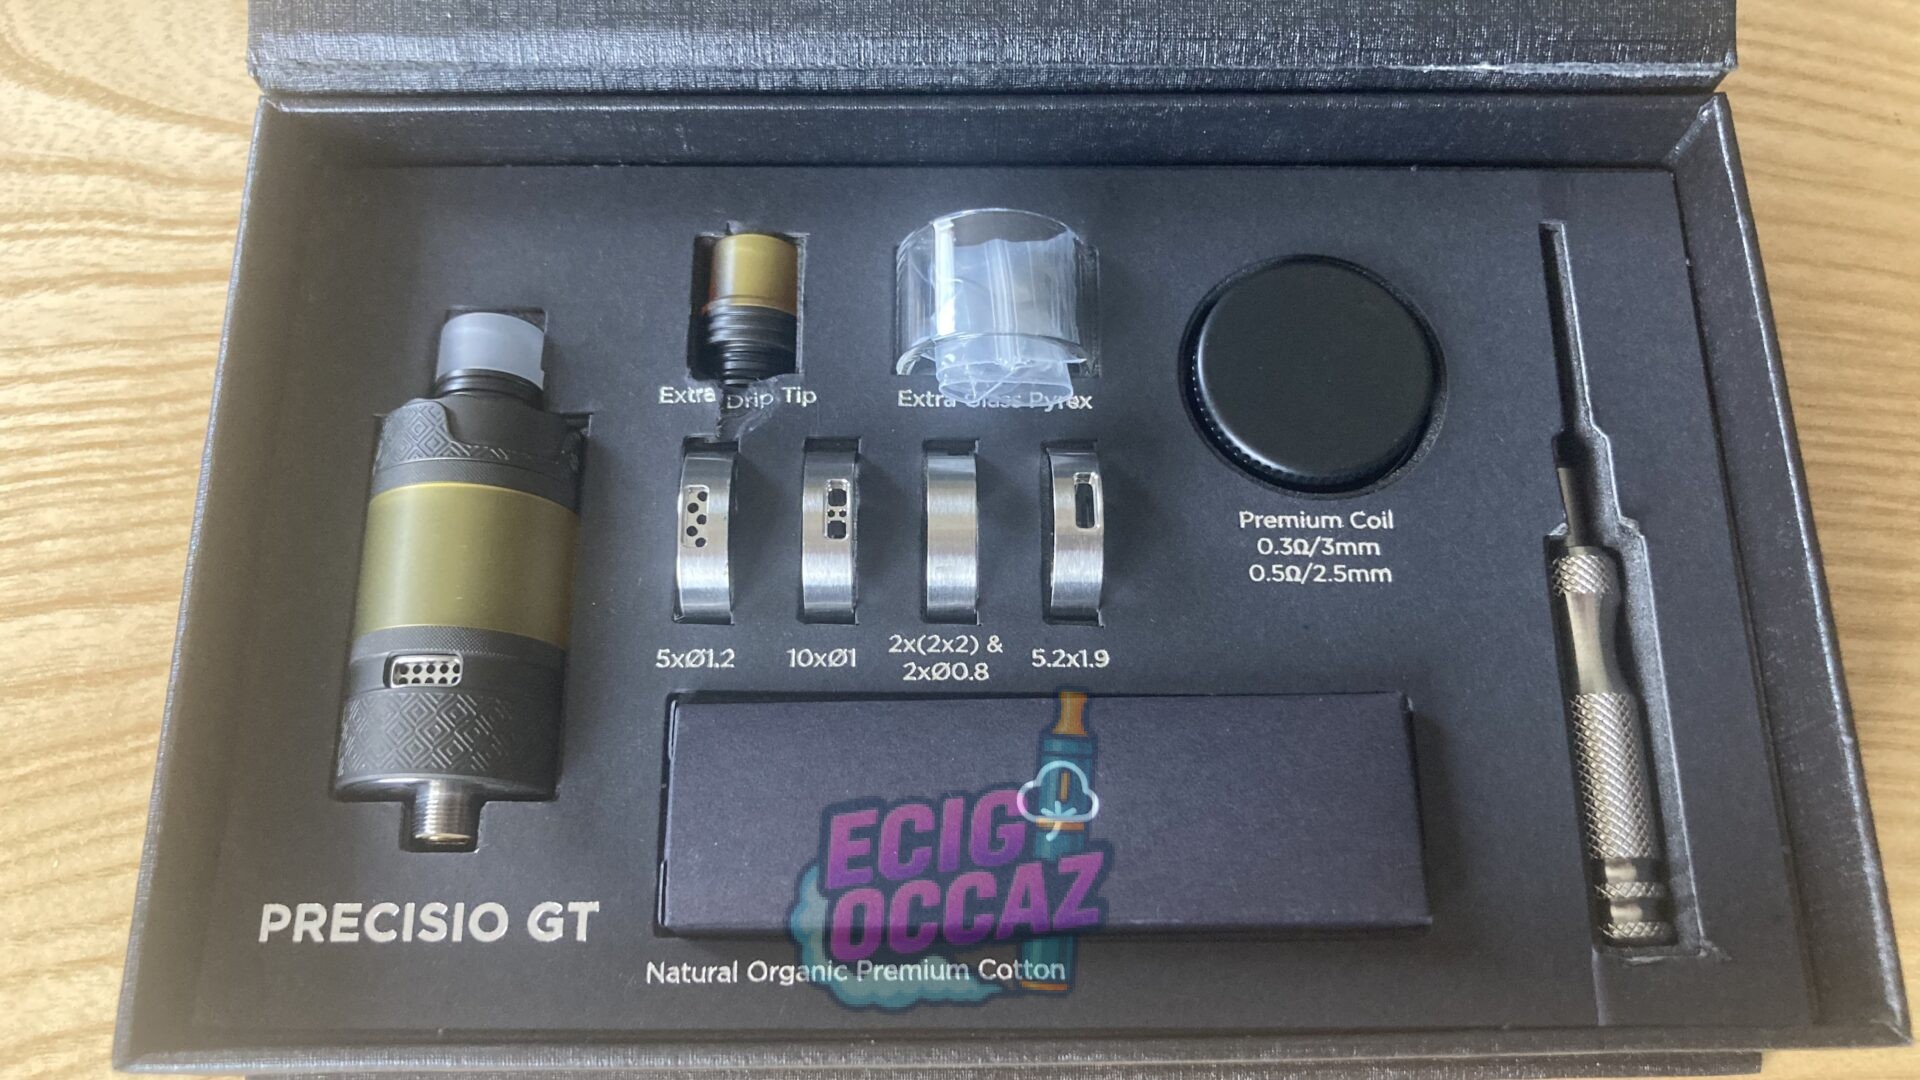 Extra Drip Tip
Extra Glass Pyrex
Premium Coil
0.3Ω/3mm
0.5Ω/2.5mm
5xØ1.2
10xØ1
2x(2x2) &
2xØ0.8
5.2x1.9
ECIG
OCCAZ
PRECISIO GT
Natural Organic Premium Cotton